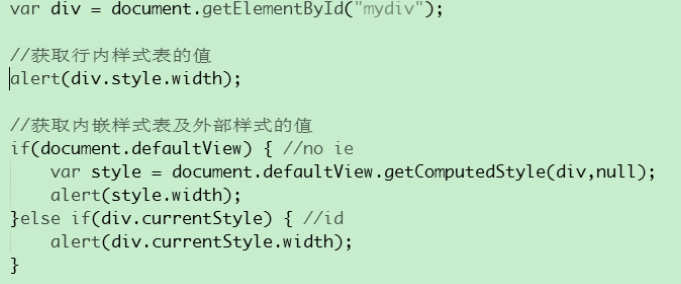 var div = document.getElementById("mydiv");
//获取行内样式表的值
alert(div.style.width);
//获取内嵌样式表及外部样式的值
if(document.defaultView) { //no ie
var style = document.defaultView.getComputedStyle(div,null);
alert(style.width);
}else if(div.currentStyle) { //id
alert(div.currentStyle.width);
}